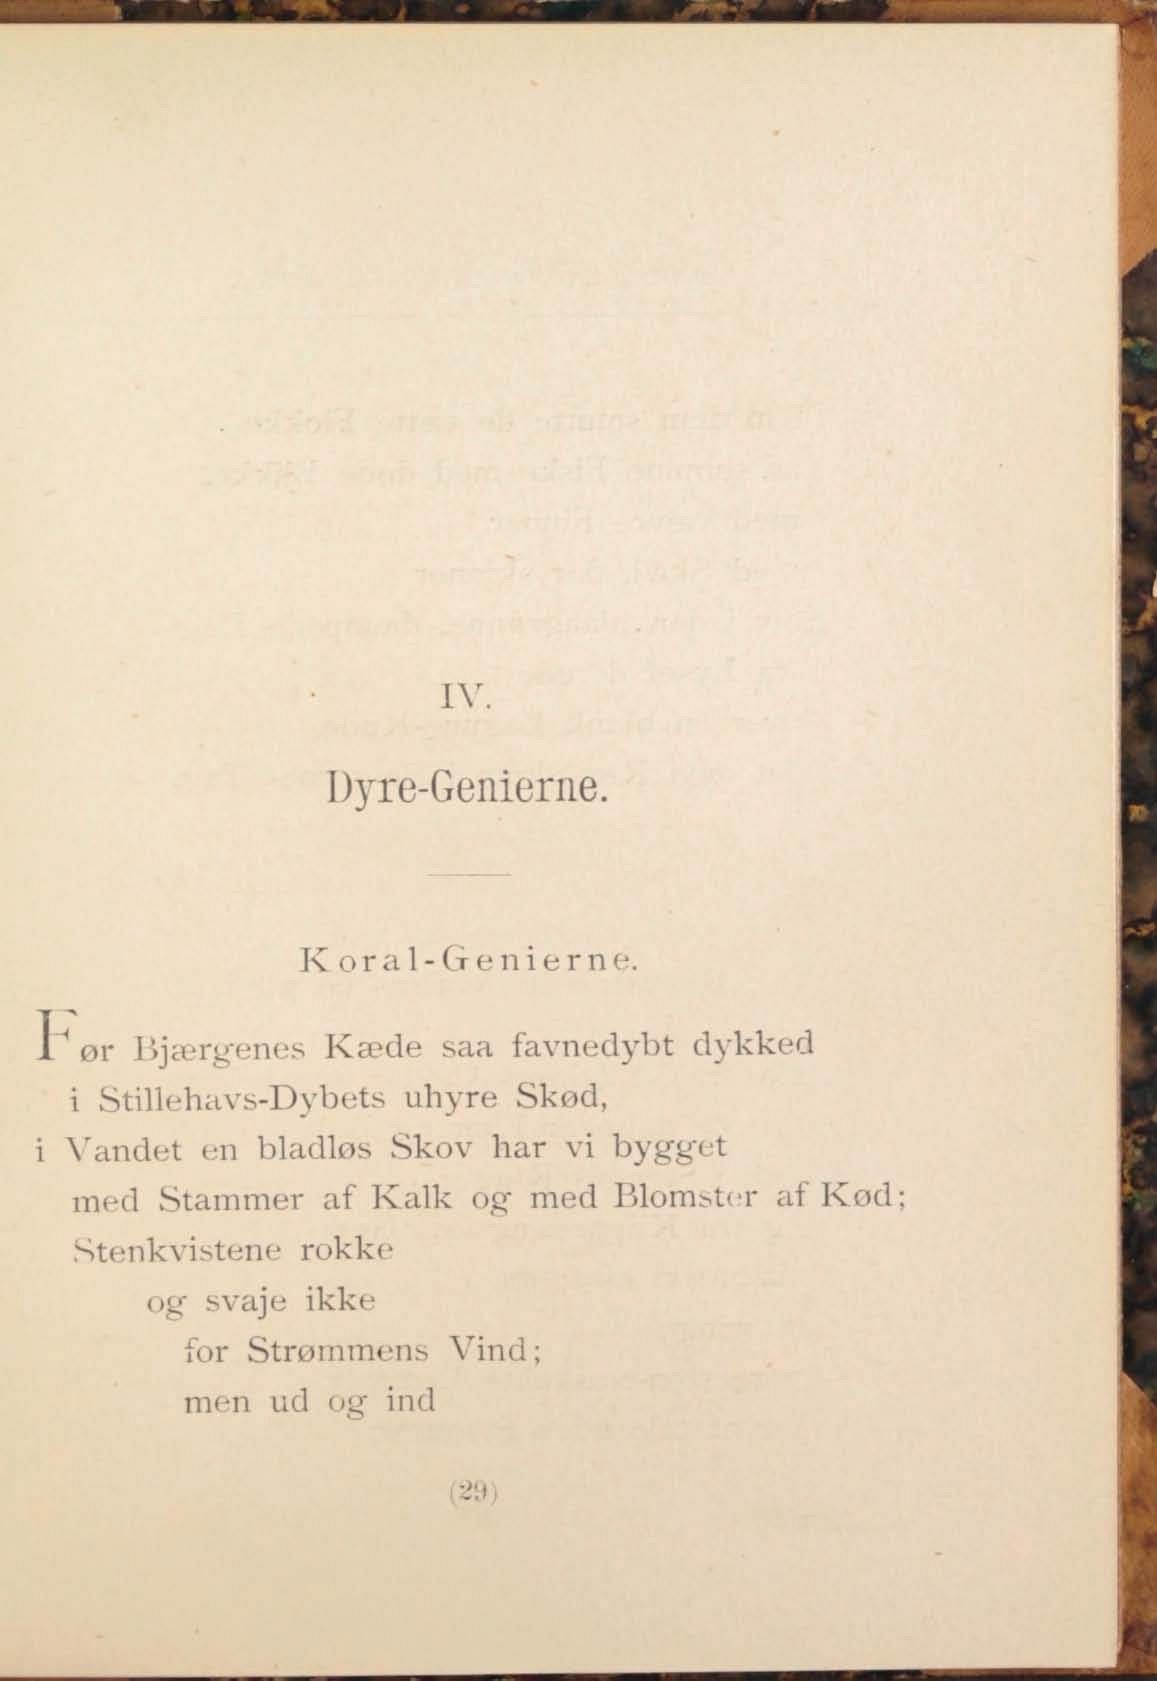 IV.
Dyre-Genierne.
Koral-Genierne.
Før Bjærgenes Kæde saa favnedybt dykked
i Stillehavs-Dybets uhyre Skød,
i Vandet en bladløs Skov har vi bygget
med Stammer af Kalk og med Blomster af Kød;
Stenkvistene rokke
og svaje ikke
for Strømmens Vind;
men ud og ind
(29)